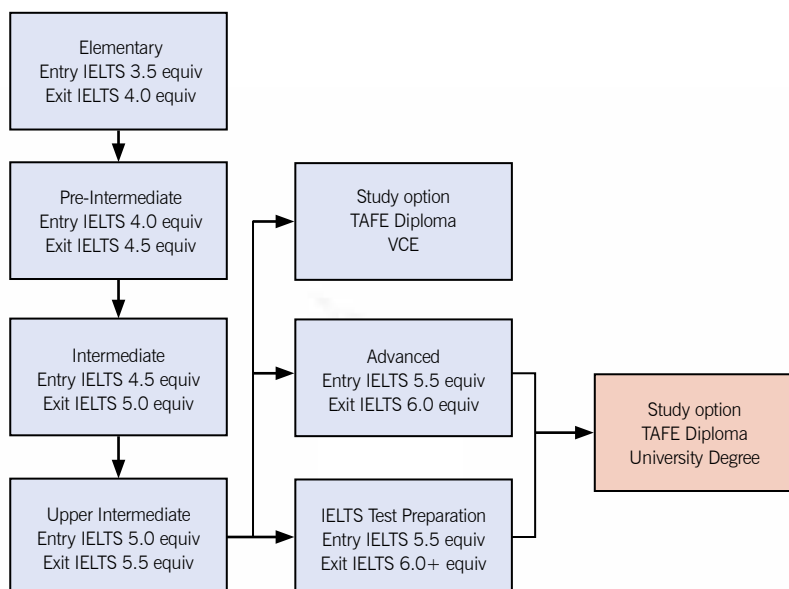 Elementary
Entry IELTS 3.5 equiv
Exit IELTS 4.0 equiv
Pre-Intermediate
Entry IELTS 4.0 equiv
Exit IELTS 4.5 equiv
Intermediate
Entry IELTS 4.5 equiv
Exit IELTS 5.0 equiv
Upper Intermediate
Entry IELTS 5.0 equiv
Exit IELTS 5.5 equiv
Study option
TAFE Diploma
VCE
Advanced
Entry IELTS 5.5 equiv
Exit IELTS 6.0 equiv
IELTS Test Preparation
Entry IELTS 5.5 equiv
Exit IELTS 6.0+ equiv
Study option
TAFE Diploma
University Degree